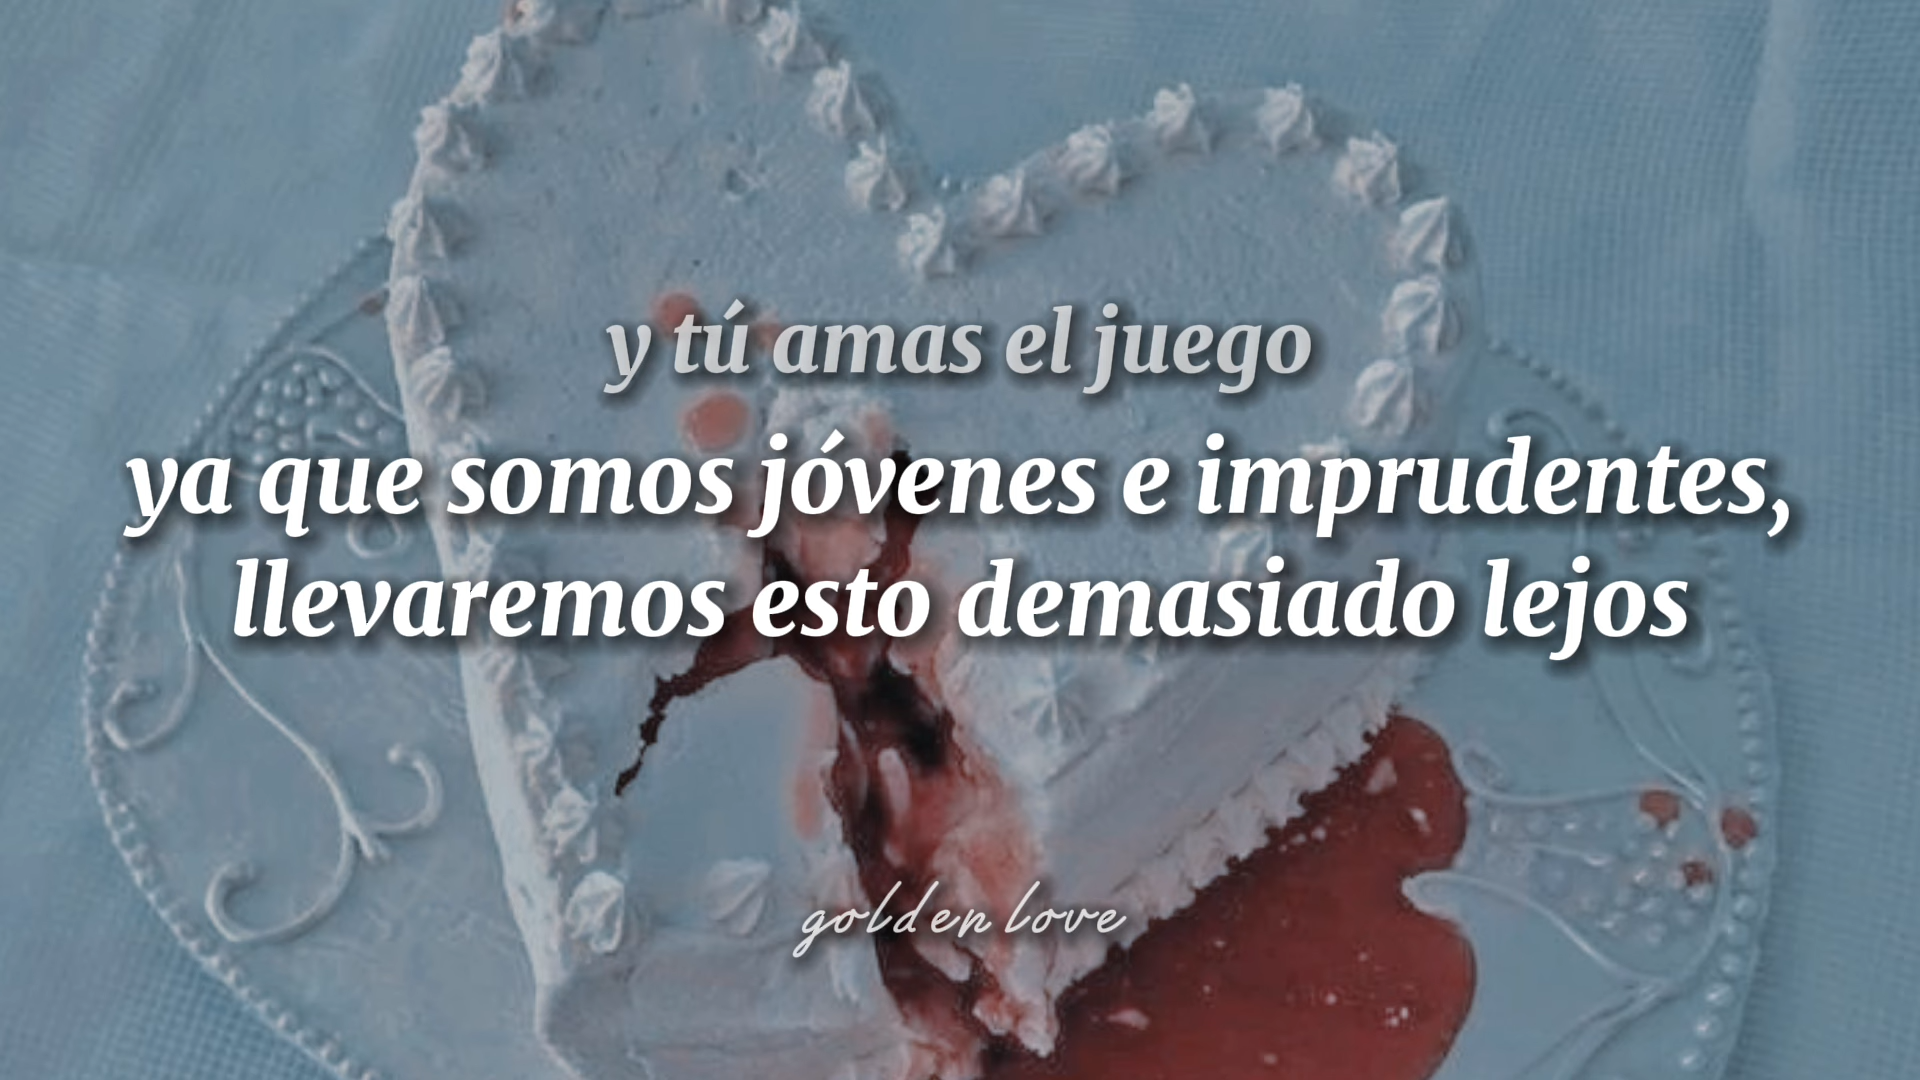 y tú amas el juego
ya que somos jóvenes e imprudentes,
llevaremos esto demasiado lejos
golden love